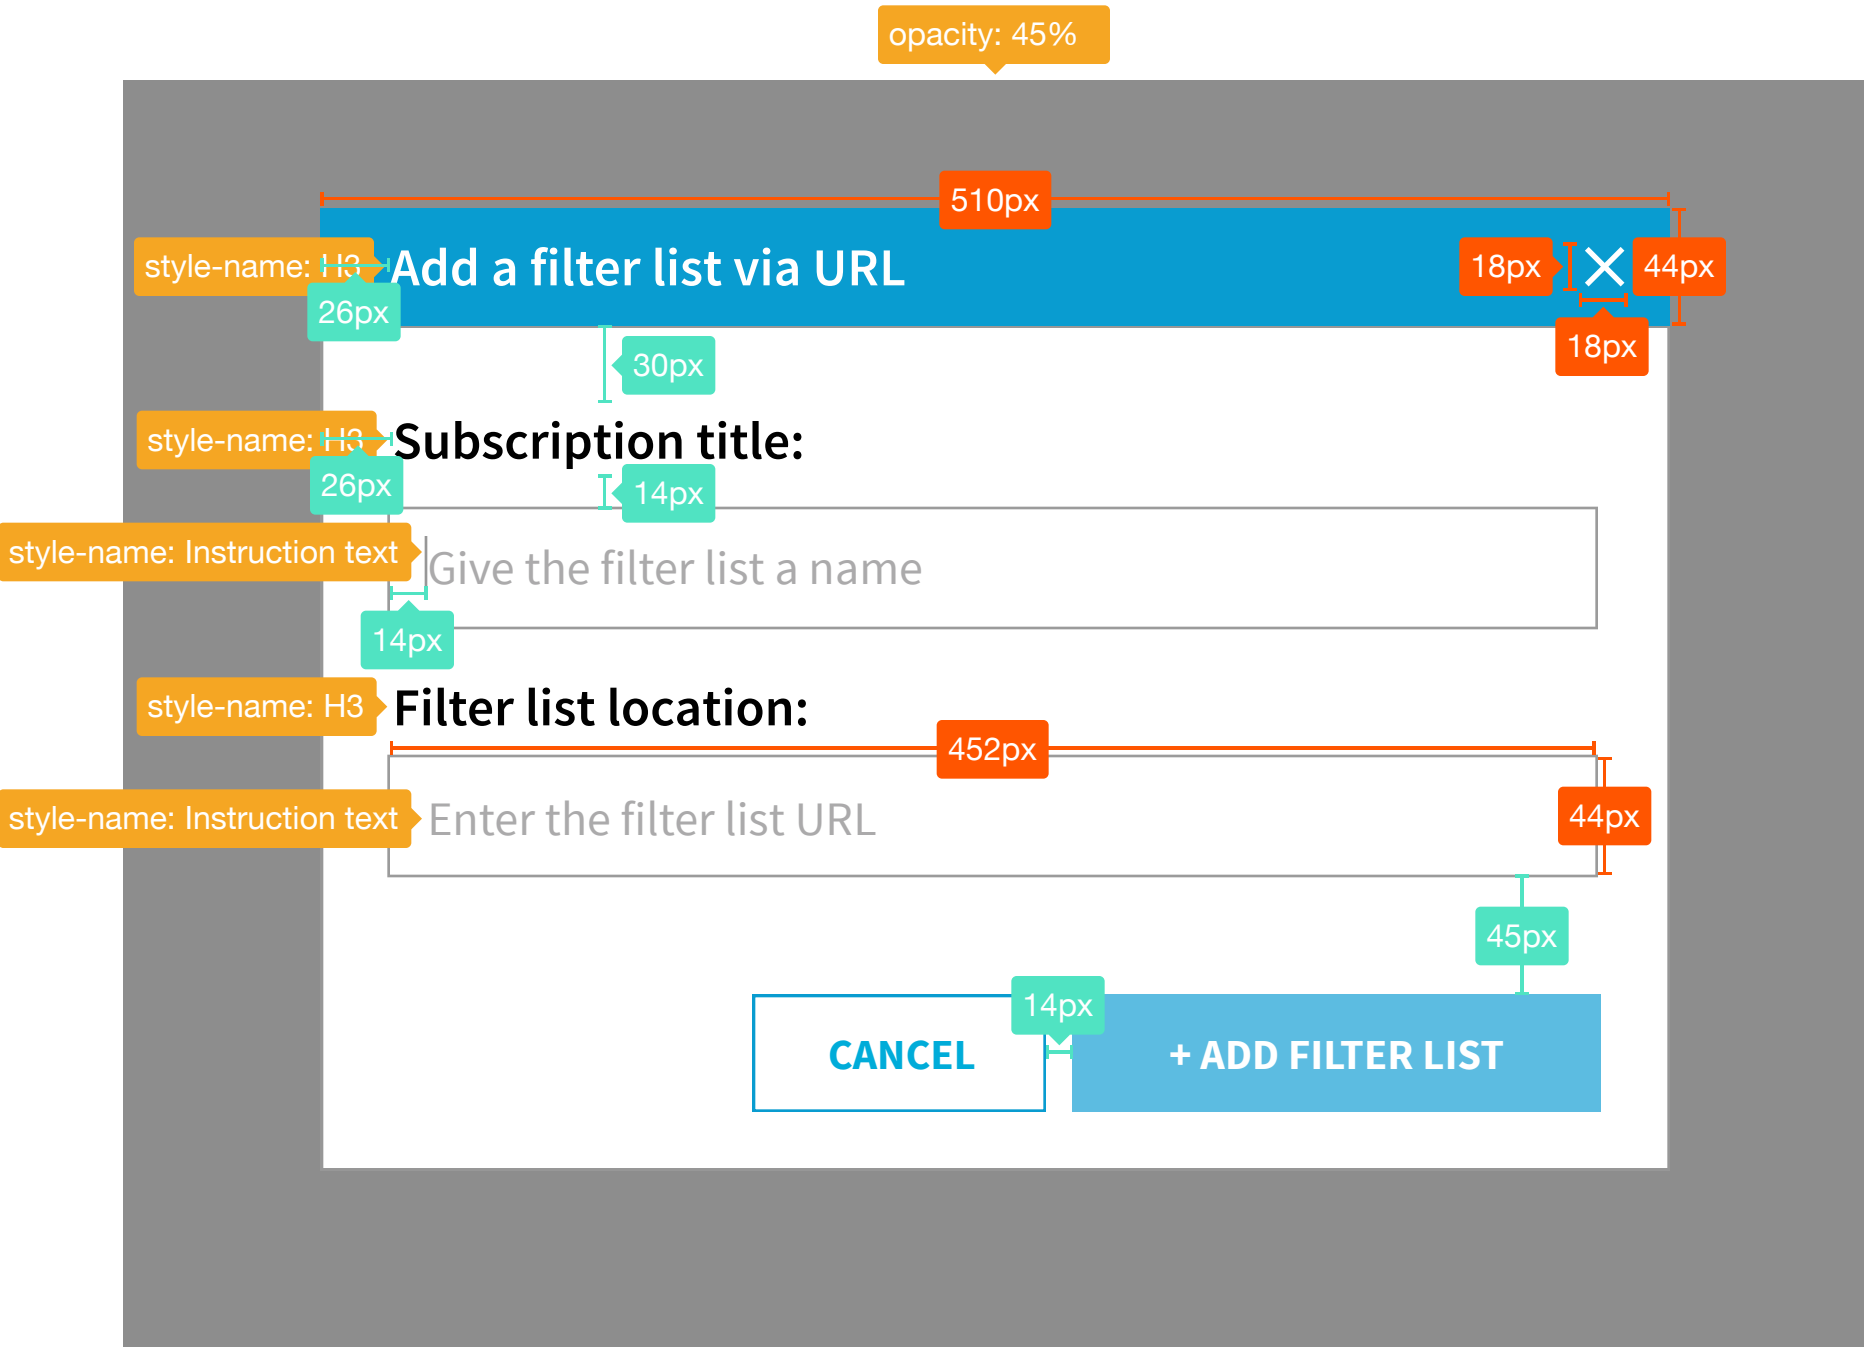 opacity: 45%
510px
style-name: H3
Add a filter list via URL
18px
44px
26px
18px
30px
style-name: H3
Subscription title:
26px
14px
style-name: Instruction text
Give the filter list a name
14px
style-name: H3
Filter list location:
452px
style-name: Instruction text
Enter the filter list URL
44px
45px
14px
CANCEL
+ ADD FILTER LIST